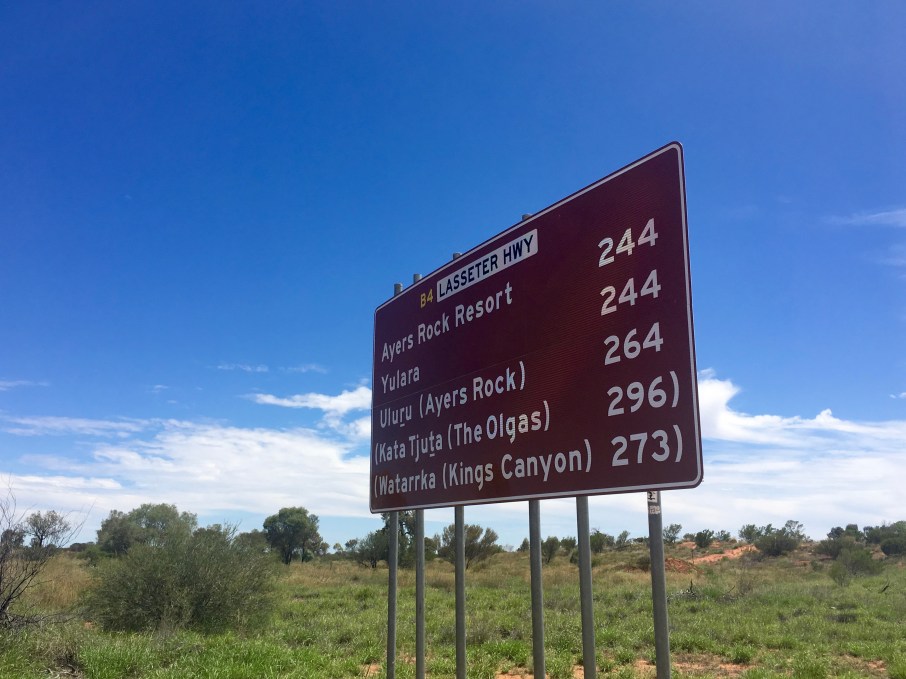 B4 LASSETER HWY
Ayers Rock Resort 244
Yulara 244
Uluṟu (Ayers Rock) 264
(Kata Tjuṯa (The Olgas) 296)
(Watarrka (Kings Canyon) 273)